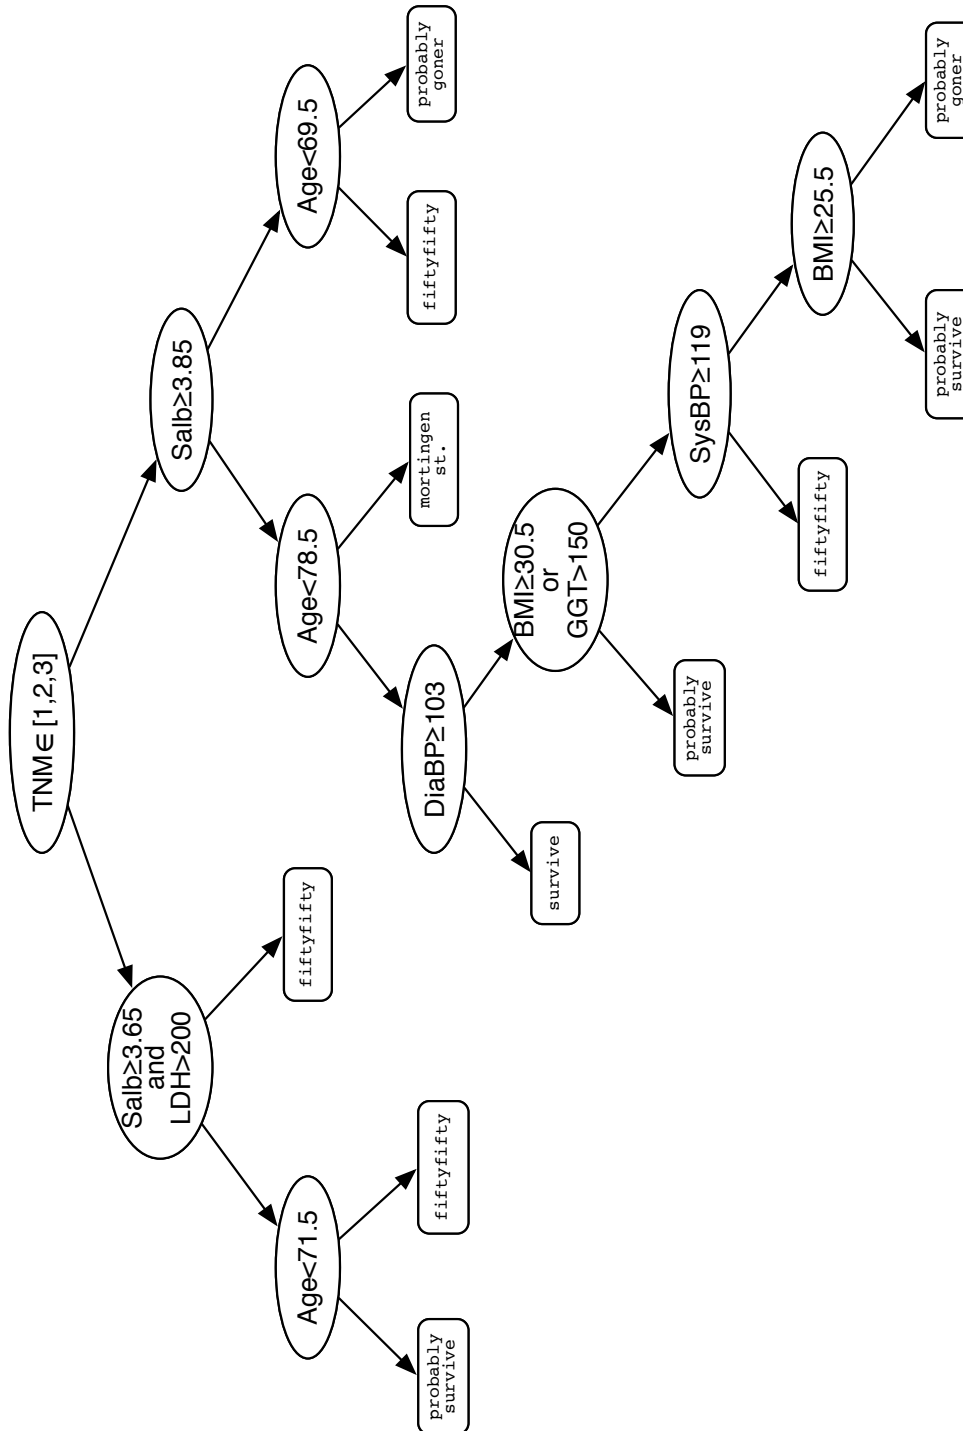 TNM∈[1,2,3]
Salb≥3.65
and
LDH>200
Salb≥3.85
Age<71.5
fiftyfifty
Age<78.5
Age<69.5
probably
survive
fiftyfifty
DiaBP≥103
mortingen
st.
fiftyfifty
probably
goner
survive
BMI≥30.5
or
GGT>150
probably
survive
SysBP≥119
fiftyfifty
BMI≥25.5
probably
survive
probably
goner